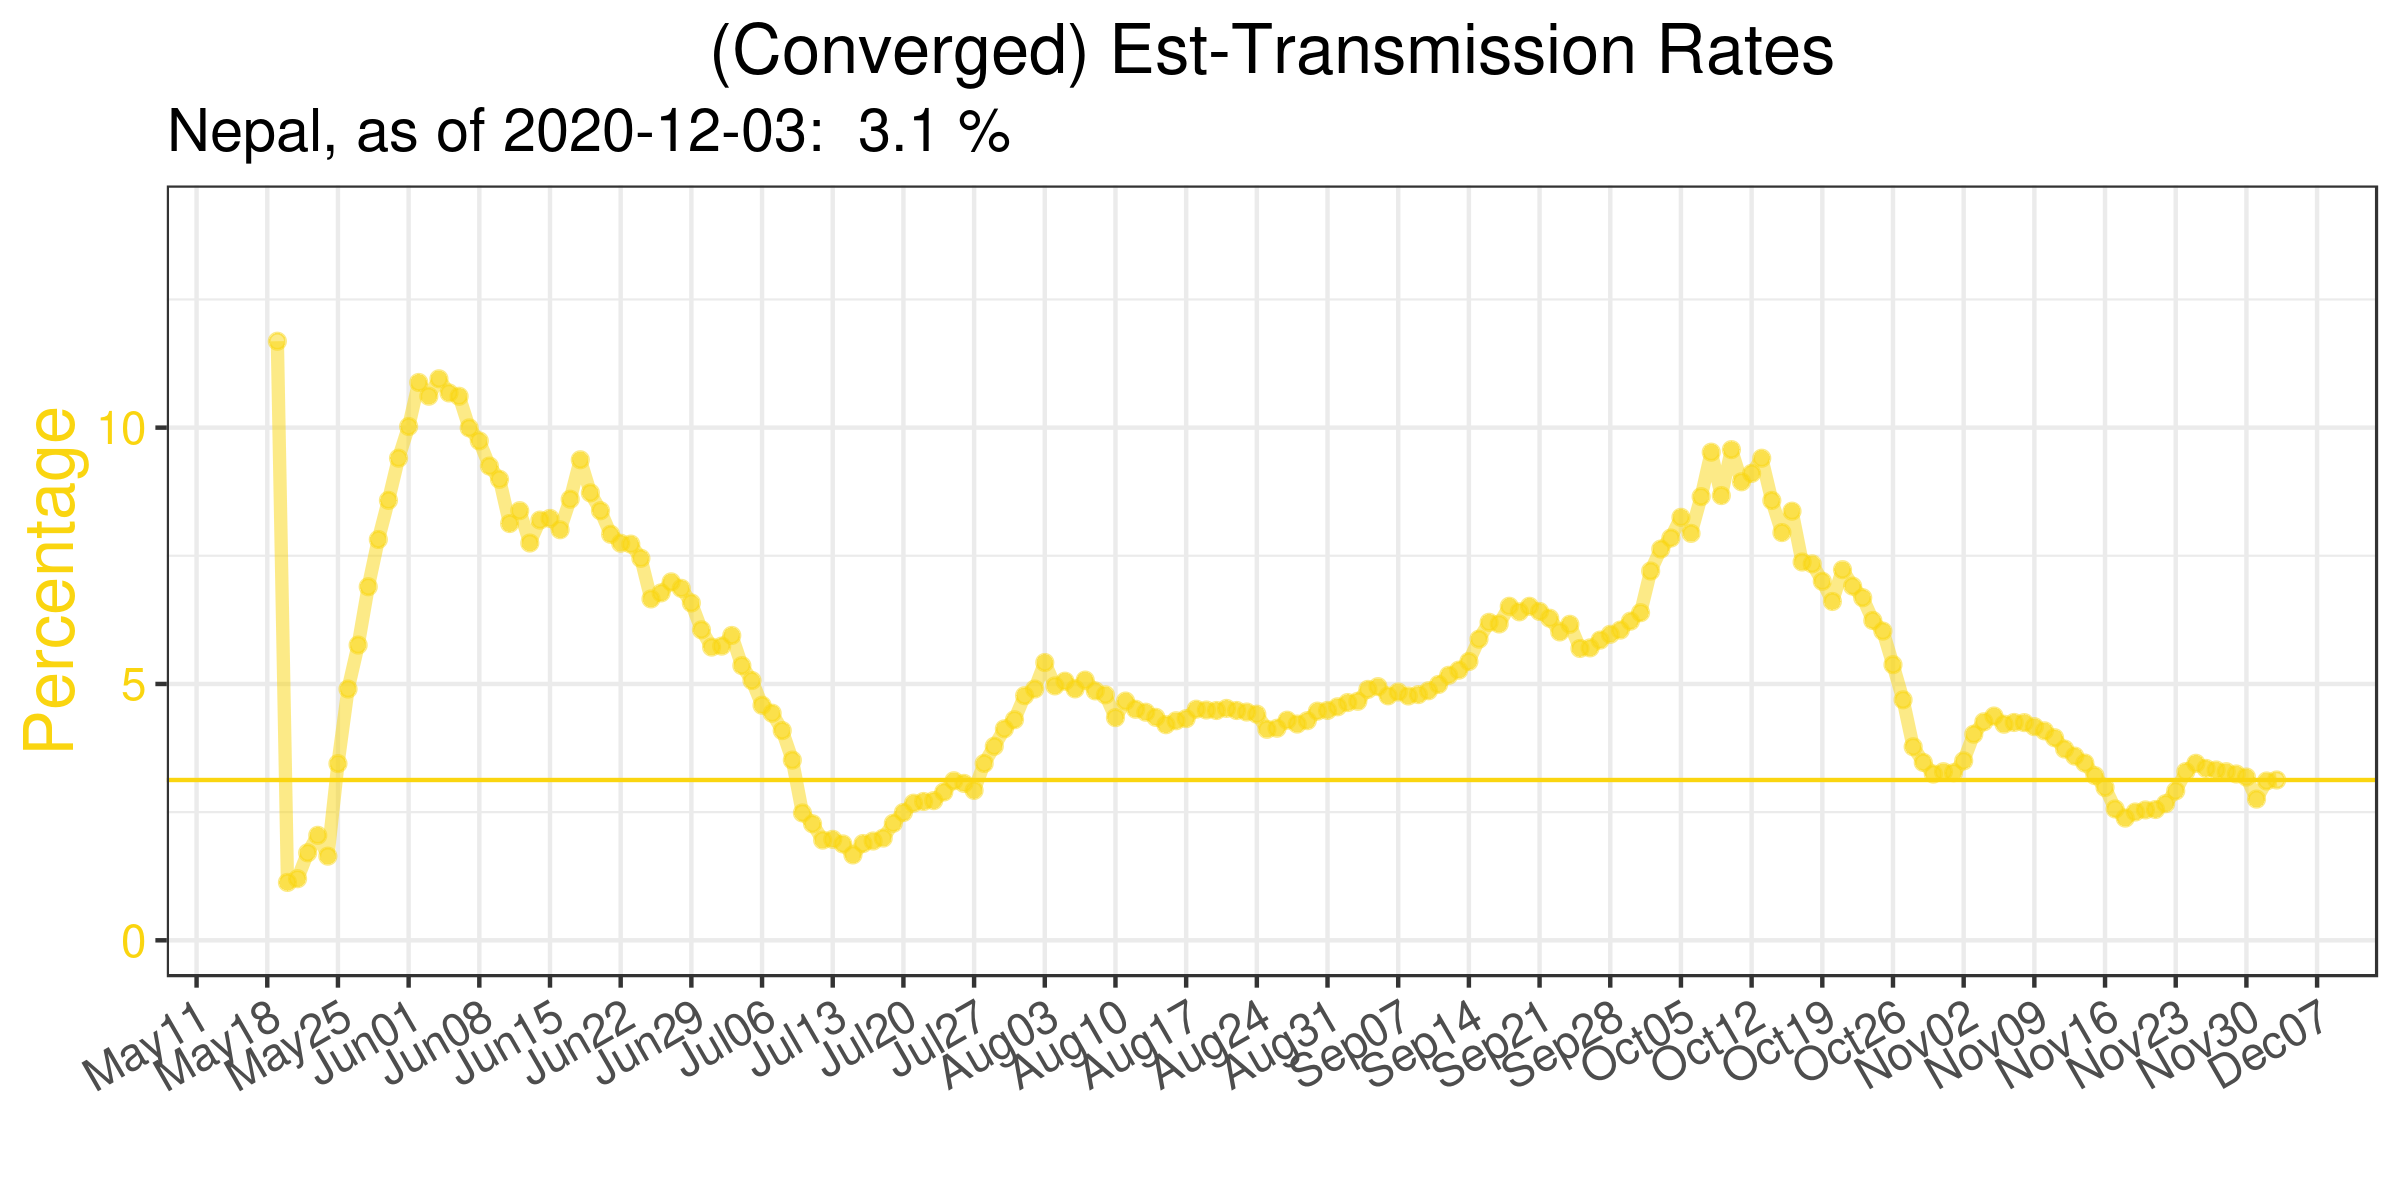 (Converged) Est-Transmission Rates
Nepal, as of 2020-12-03:  3.1 %
Percentage
10
5
0
May11
May18
May25
Jun01
Jun08
Jun15
Jun22
Jun29
Jul06
Jul13
Jul20
Jul27
Aug03
Aug10
Aug17
Aug24
Aug31
Sep07
Sep14
Sep21
Sep28
Oct05
Oct12
Oct19
Oct26
Nov02
Nov09
Nov16
Nov23
Nov30
Dec07